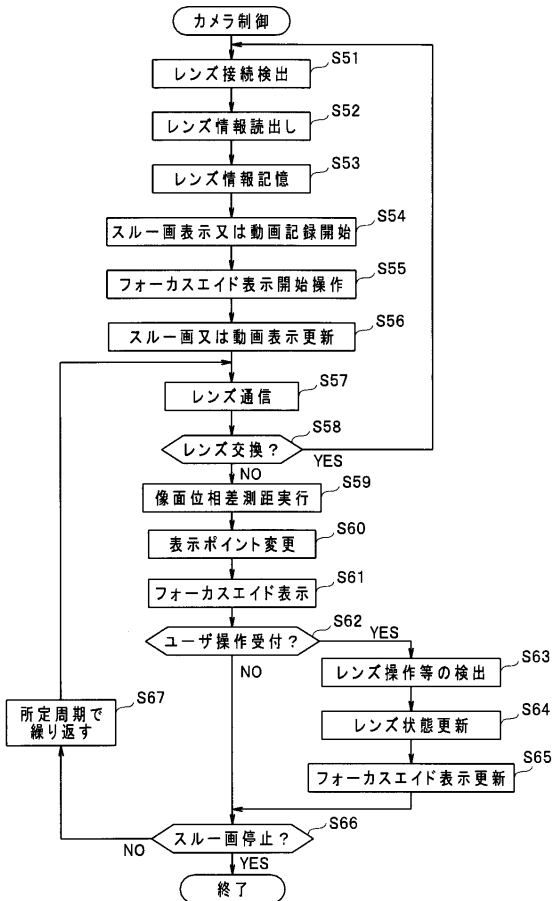 カメラ制御
S51
レンズ接続検出
S52
レンズ情報読出し
S53
レンズ情報記憶
S54
スルー画表示又は動画記録開始
S55
フォーカスエイド表示開始操作
S56
スルー画又は動画表示更新
S57
レンズ通信
S58
レンズ交換?
YES
NO
S59
像面位相差測距実行
S60
表示ポイント変更
S61
フォーカスエイド表示
S62
ユーザ操作受付?
YES
NO
S63
レンズ操作等の検出
S64
レンズ状態更新
S65
フォーカスエイド表示更新
S67
所定周期で
繰り返す
S66
スルー画停止?
NO
YES
終了